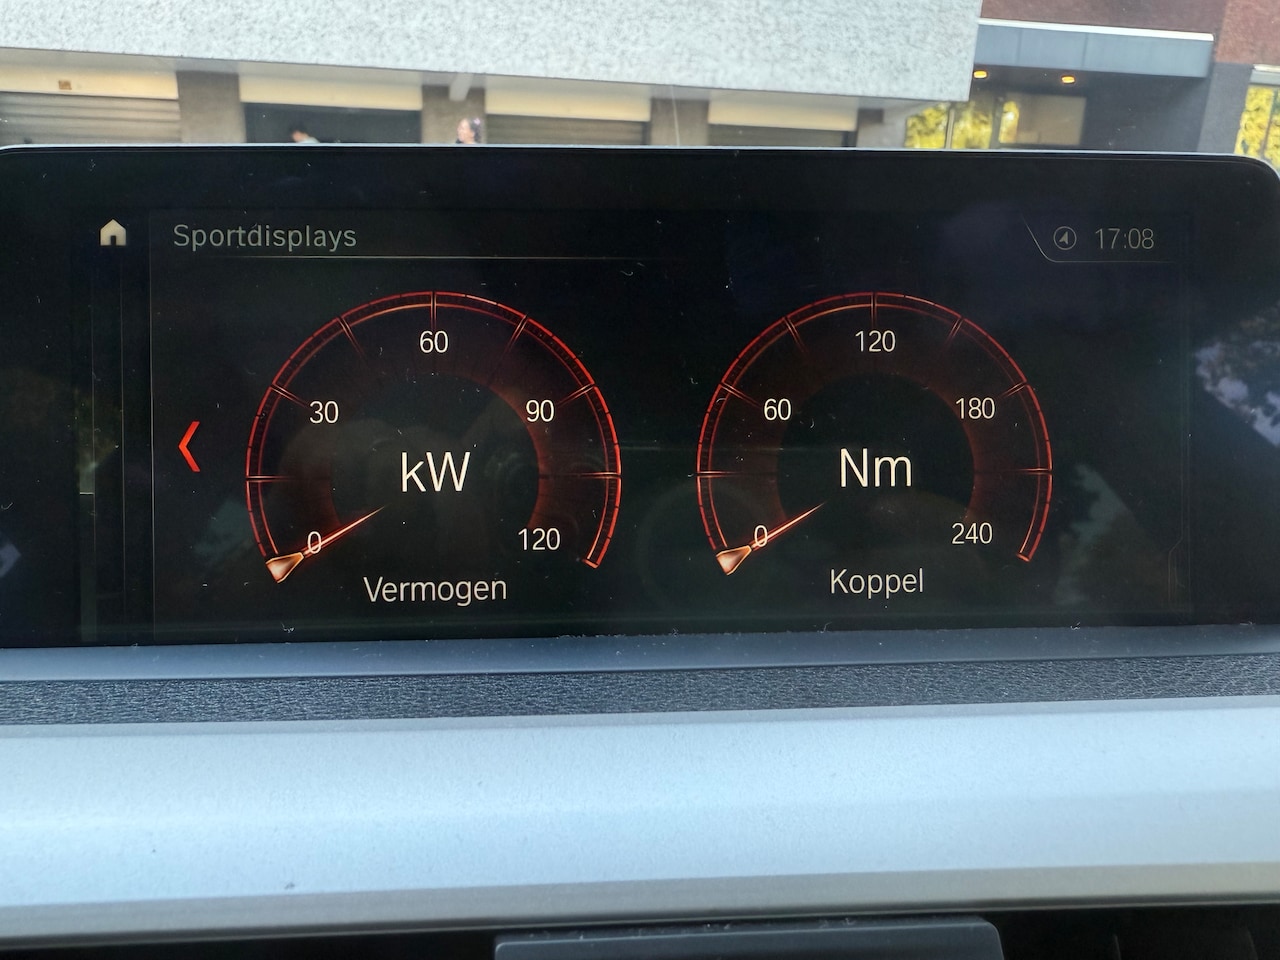 Sportdisplays
17:08
60
30
90
kW
0
120
Vermogen
120
60
180
Nm
0
240
Koppel